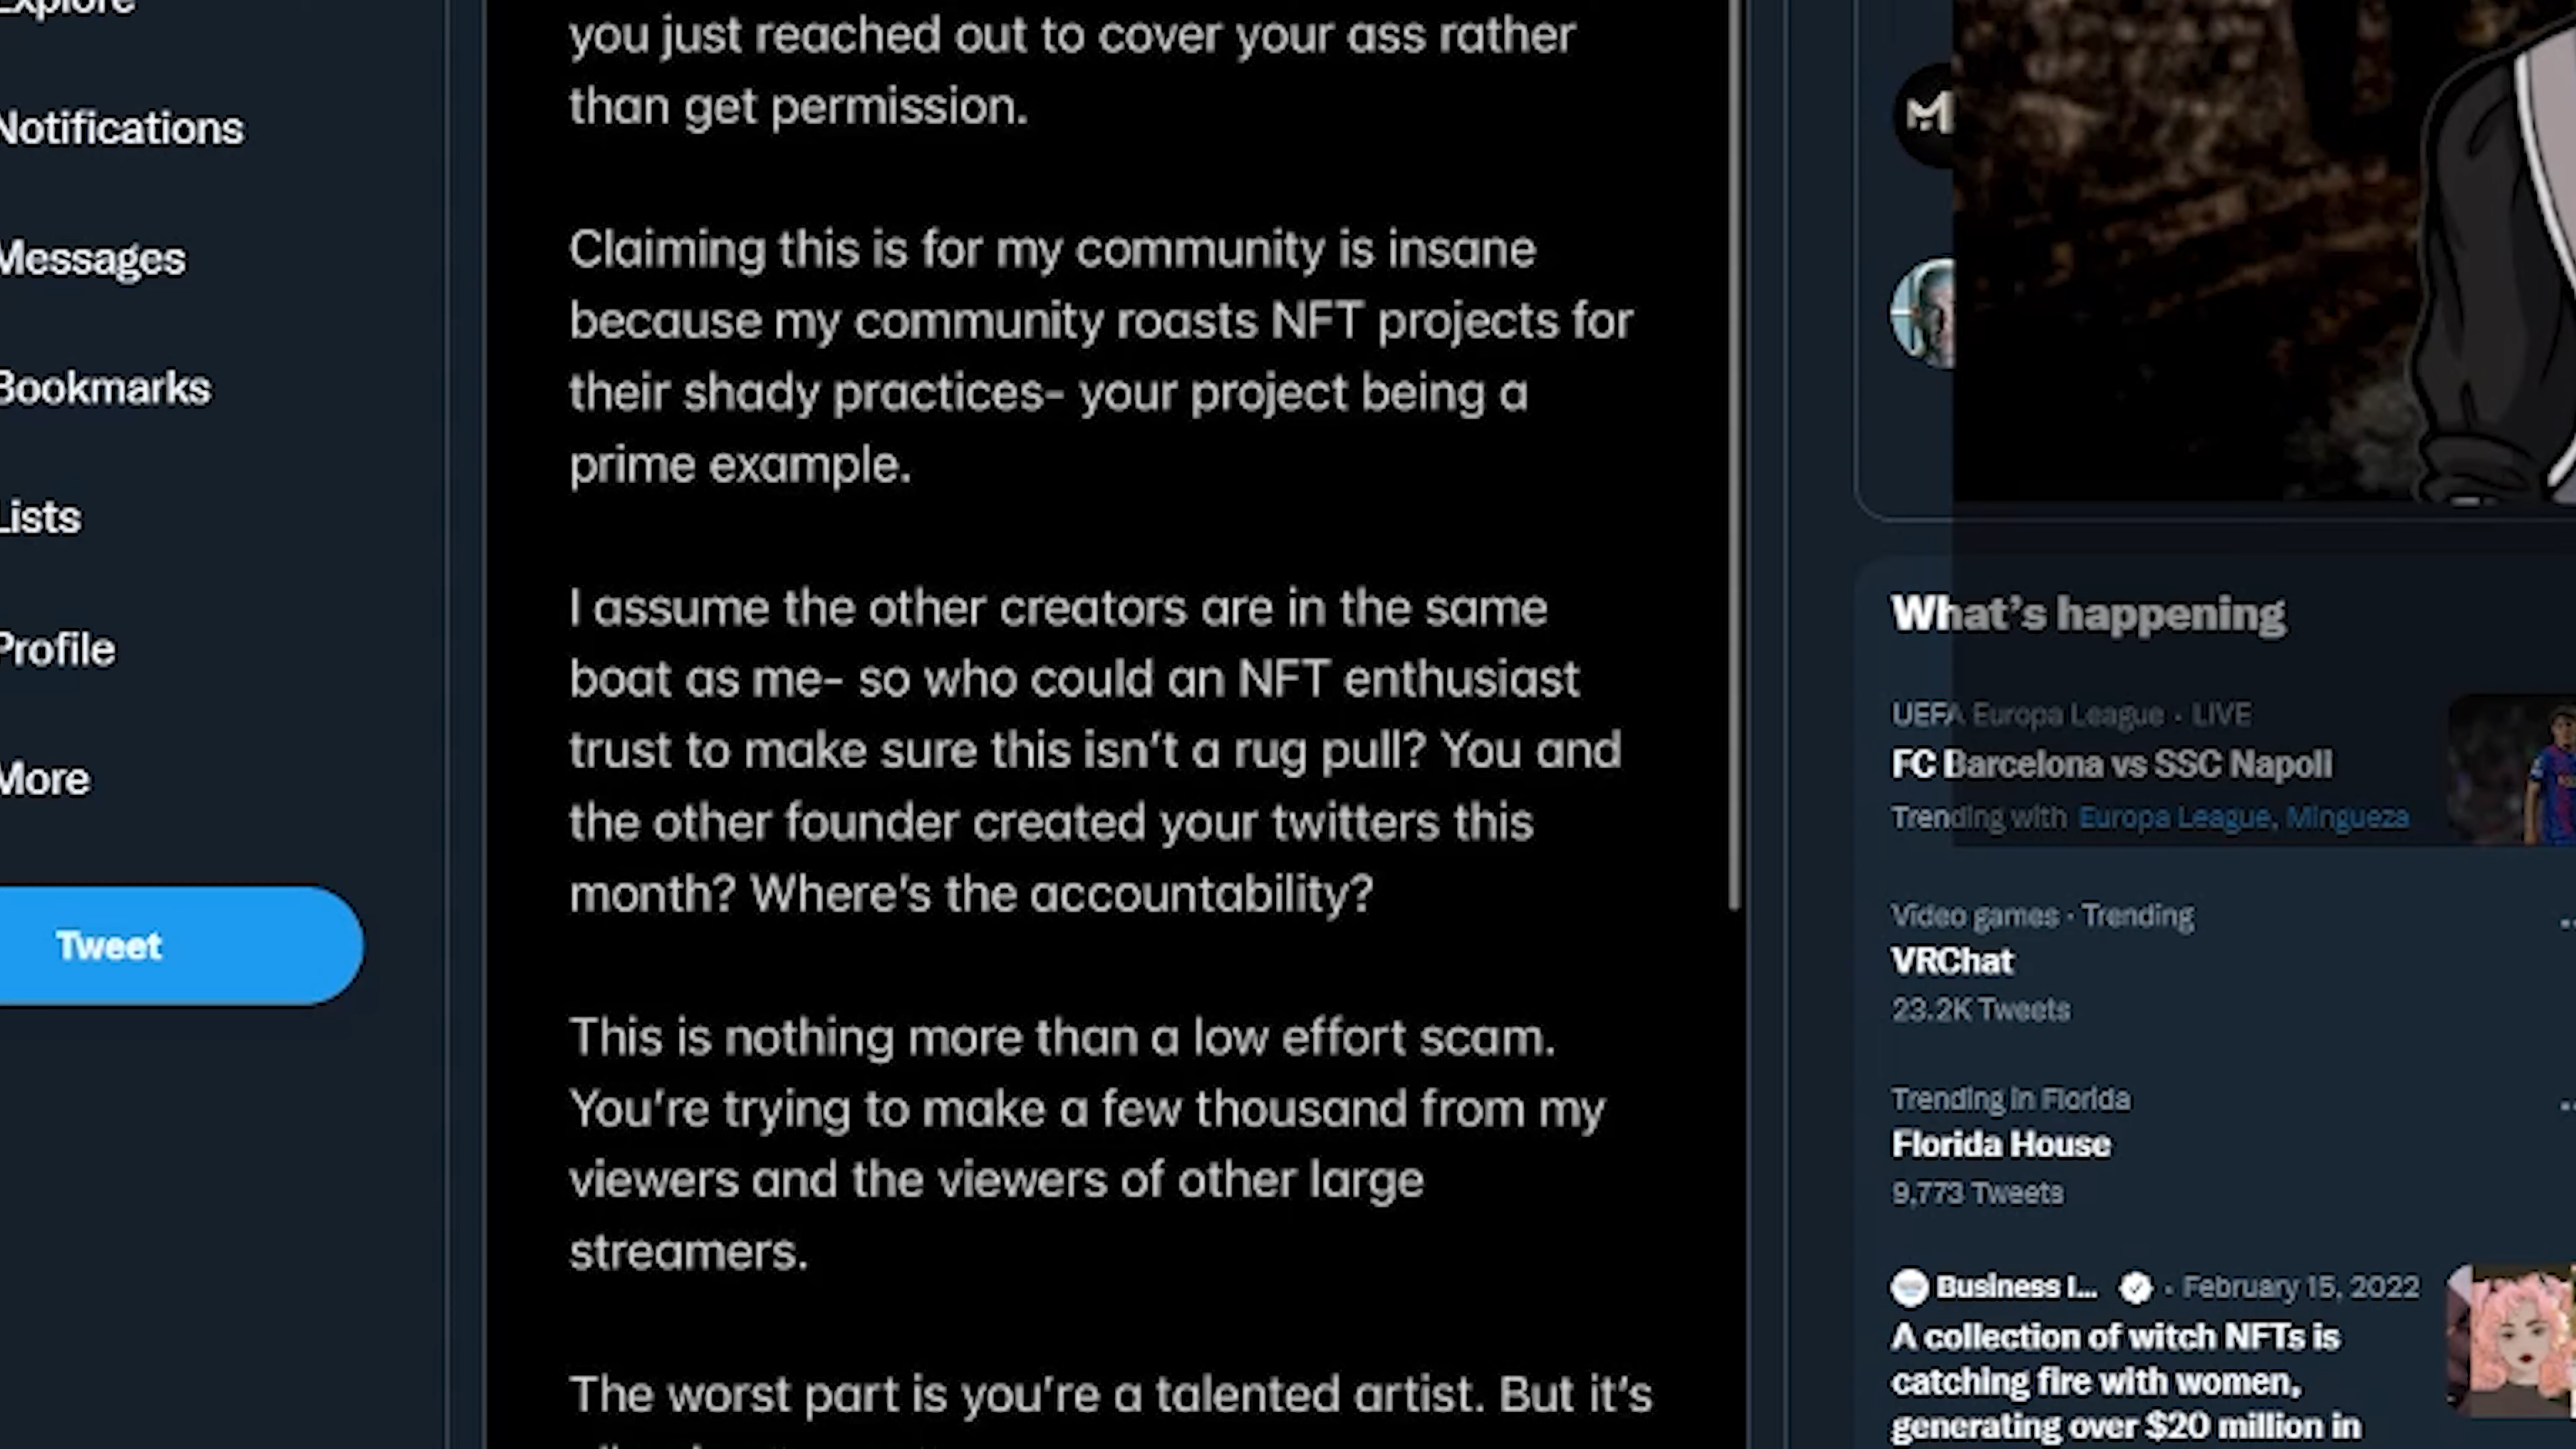 Explore
Notifications
Messages
Bookmarks
Lists
Profile
More
Tweet
you just reached out to cover your ass rather
than get permission.
Claiming this is for my community is insane
because my community roasts NFT projects for
their shady practices- your project being a
prime example.
I assume the other creators are in the same
boat as me- so who could an NFT enthusiast
trust to make sure this isn't a rug pull? You and
the other founder created your twitters this
month? Where's the accountability?
This is nothing more than a low effort scam.
You're trying to make a few thousand from my
viewers and the viewers of other large
streamers.
The worst part is you're a talented artist. But it's
M
What's happening
UEFA Europa League · LIVE
FC Barcelona vs SSC Napoli
Trending with Europa League, Mingueza
Video games · Trending
VRChat
23.2K Tweets
Trending in Florida
Florida House
9,773 Tweets
Business I... · February 15, 2022
A collection of witch NFTs is
catching fire with women,
generating over $20 million in